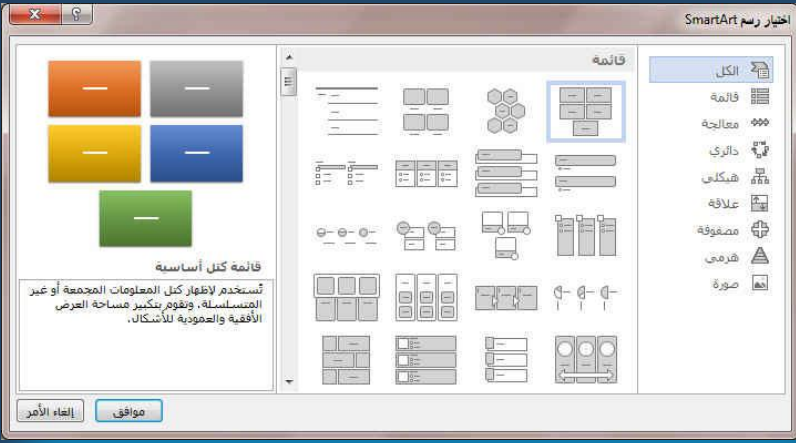 اختيار رسم SmartArt
الكل
قائمة
معالجة
دائري
هيكلي
علاقة
مصفوفة
هرمي
صورة
قائمة
قائمة كتل أساسية
تُستخدم لإظهار كتل المعلومات المجمعة أو غير
المتسلسلة. وتقوم بتكبير مساحة العرض
الأفقية والعمودية للأشكال.
موافق
إلغاء الأمر